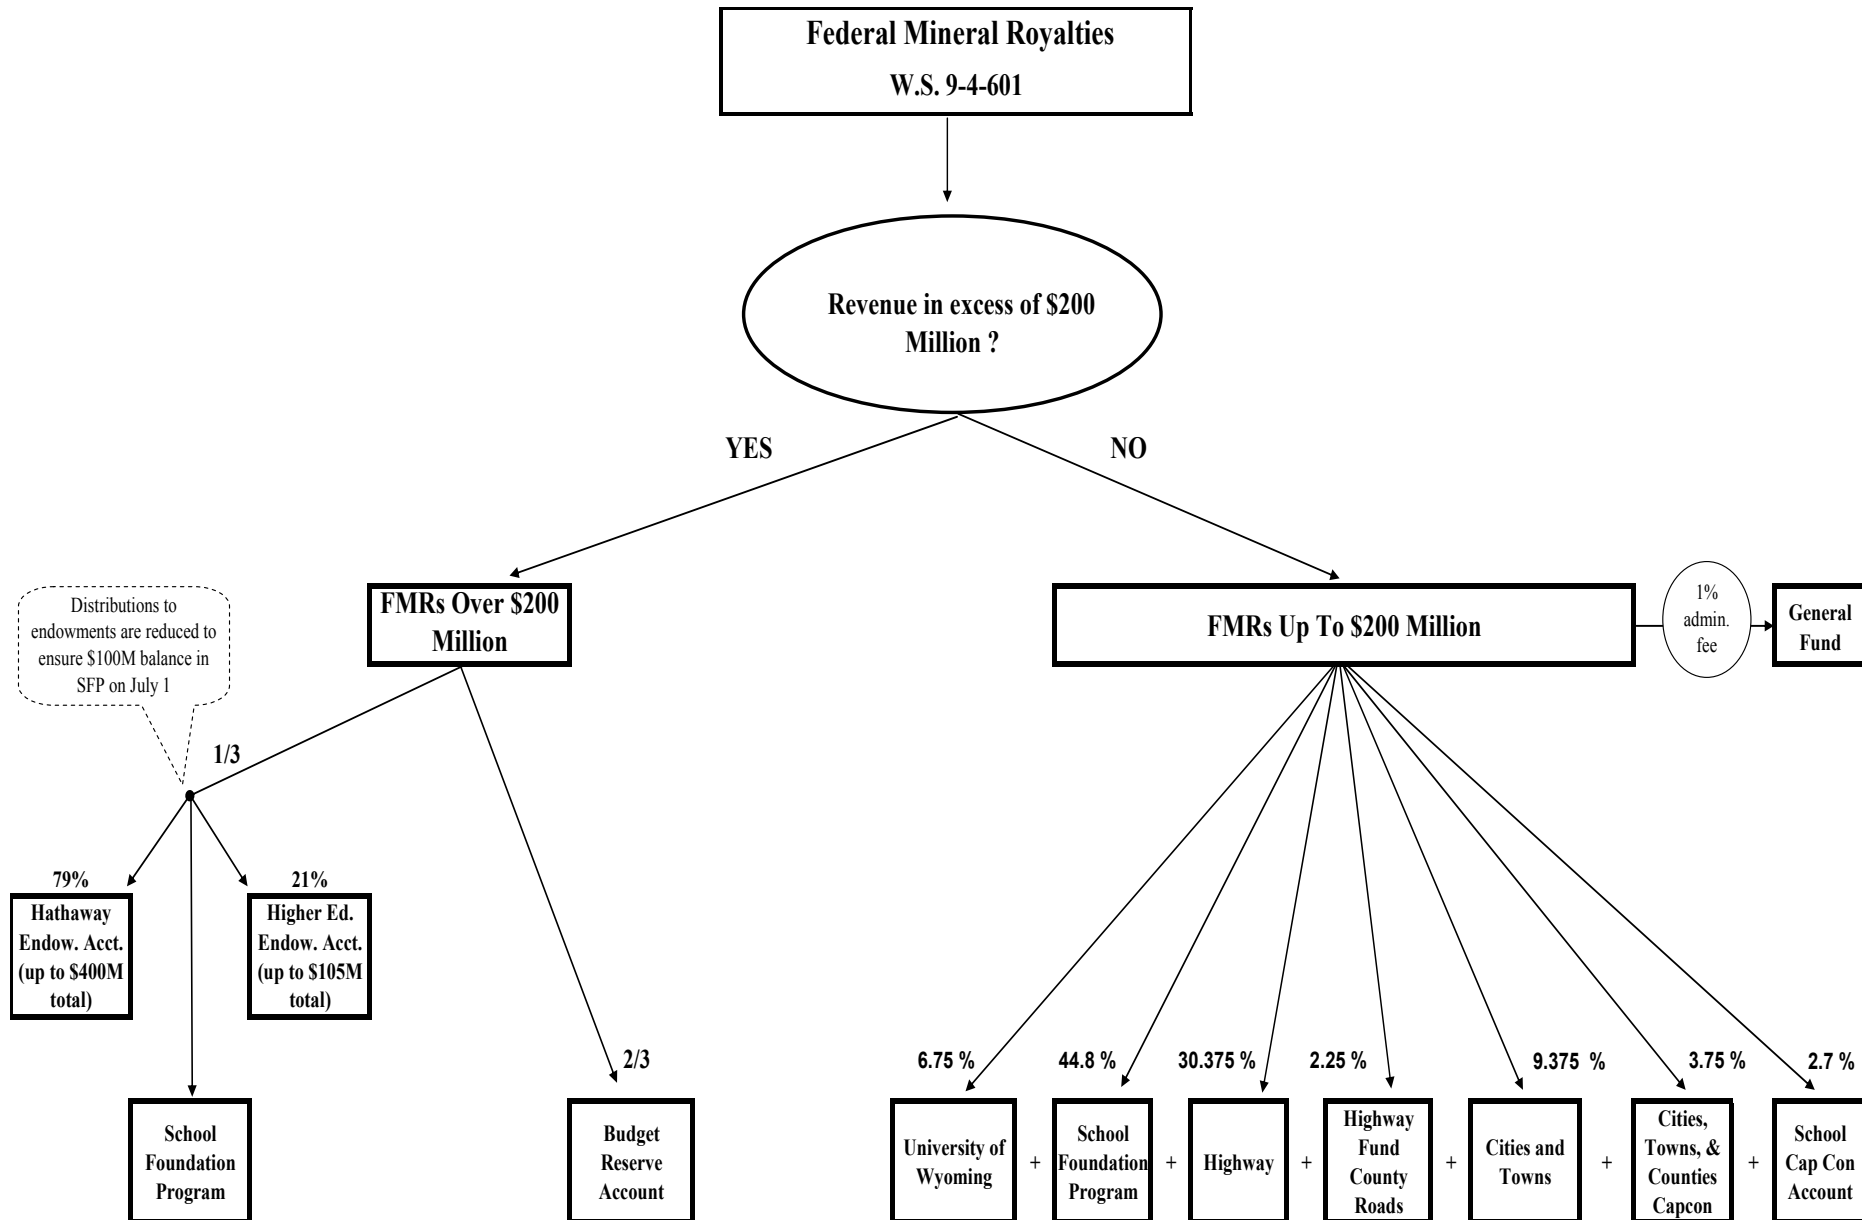 Federal Mineral Royalties
W.S. 9-4-601
Revenue in excess of $200
Million ?
YES
NO
Distributions to
endowments are reduced to
ensure $100M balance in
SFP on July 1
FMRs Over $200
Million
FMRs Up To $200 Million
1%
admin.
fee
General
Fund
1/3
79%
Hathaway
Endow. Acct.
(up to $400M
total)
21%
Higher Ed.
Endow. Acct.
(up to $105M
total)
School
Foundation
Program
2/3
Budget
Reserve
Account
6.75 %
44.8 %
30.375 %
2.25 %
9.375 %
3.75 %
2.7 %
University of
Wyoming
+
School
Foundation
Program
+
Highway
+
Highway
Fund
County
Roads
+
Cities and
Towns
+
Cities,
Towns, &
Counties
Capcon
+
School
Cap Con
Account